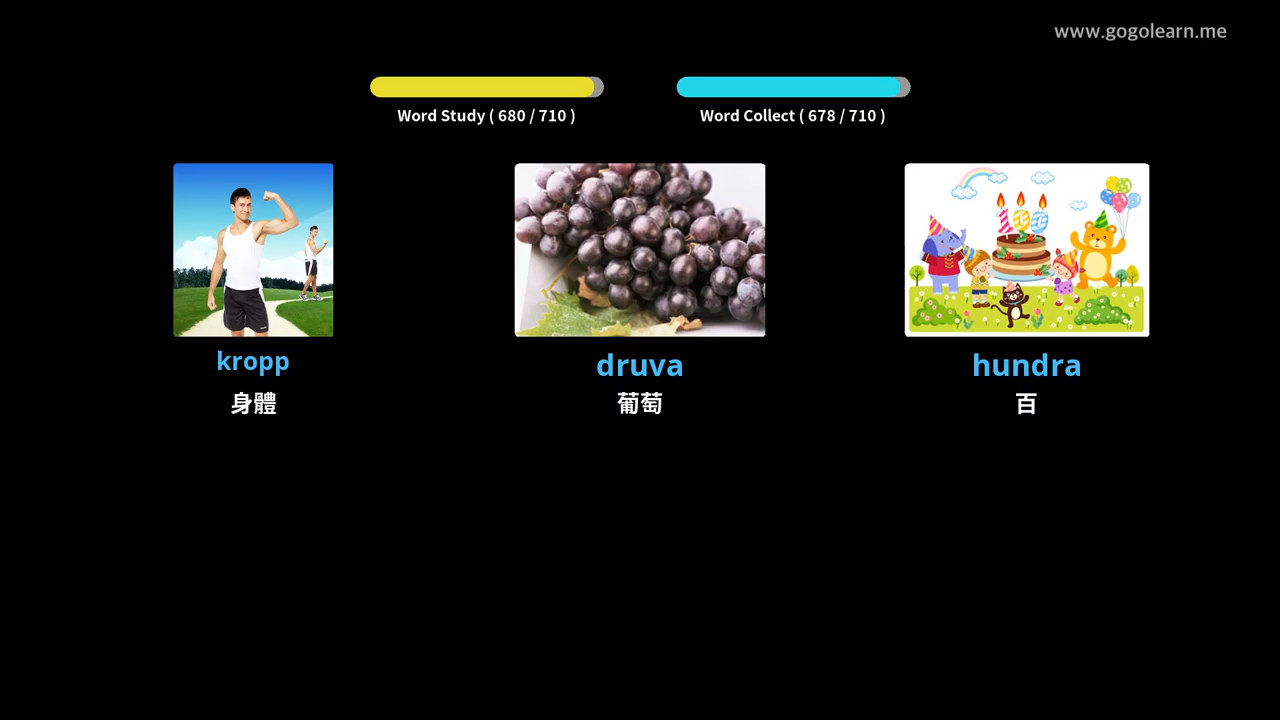 www.gogolearn.me
Word Study ( 680 / 710 )
Word Collect ( 678 / 710 )
100
kropp
druva
hundra
身體
葡萄
百